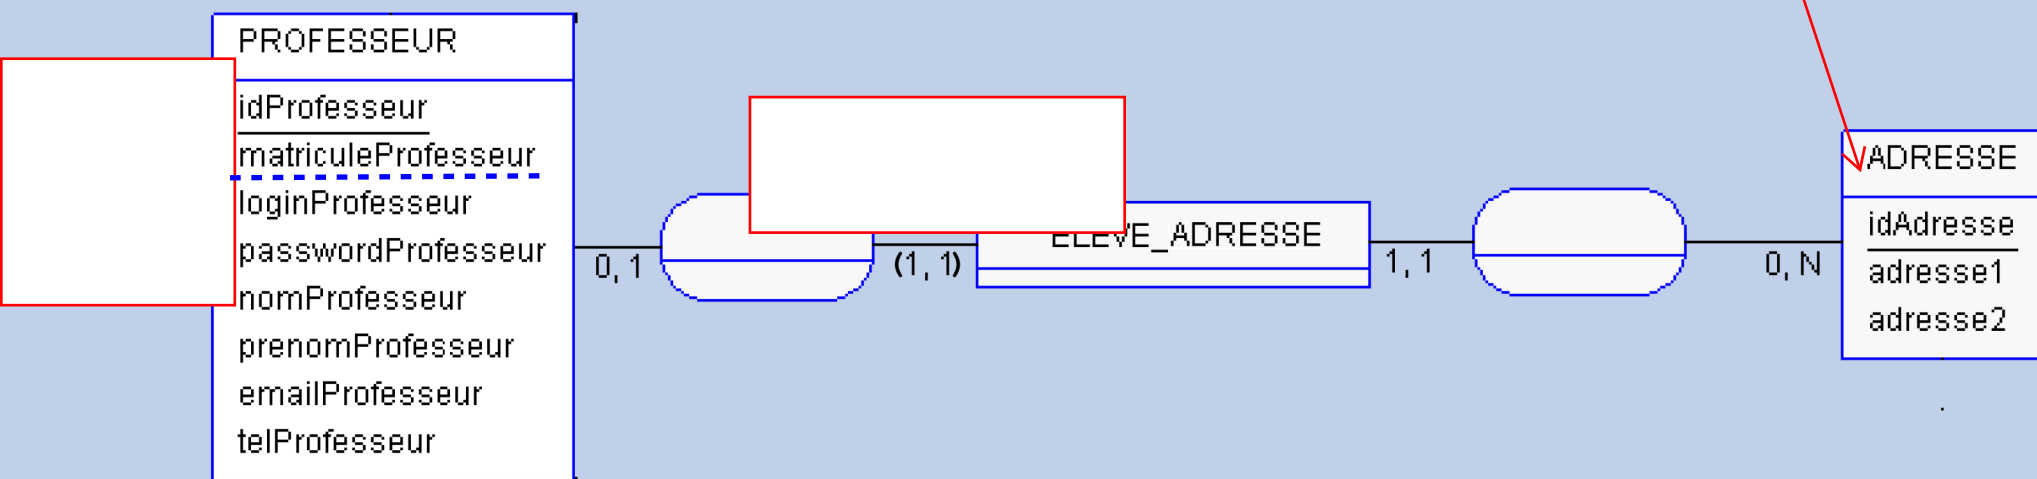 PROFESSEUR
idProfesseur
matriculeProfesseur
loginProfesseur
passwordProfesseur
nomProfesseur
prenomProfesseur
emailProfesseur
telProfesseur
0, 1
(1, 1)
ELEVE_ADRESSE
1, 1
0, N
ADRESSE
idAdresse
adresse1
adresse2